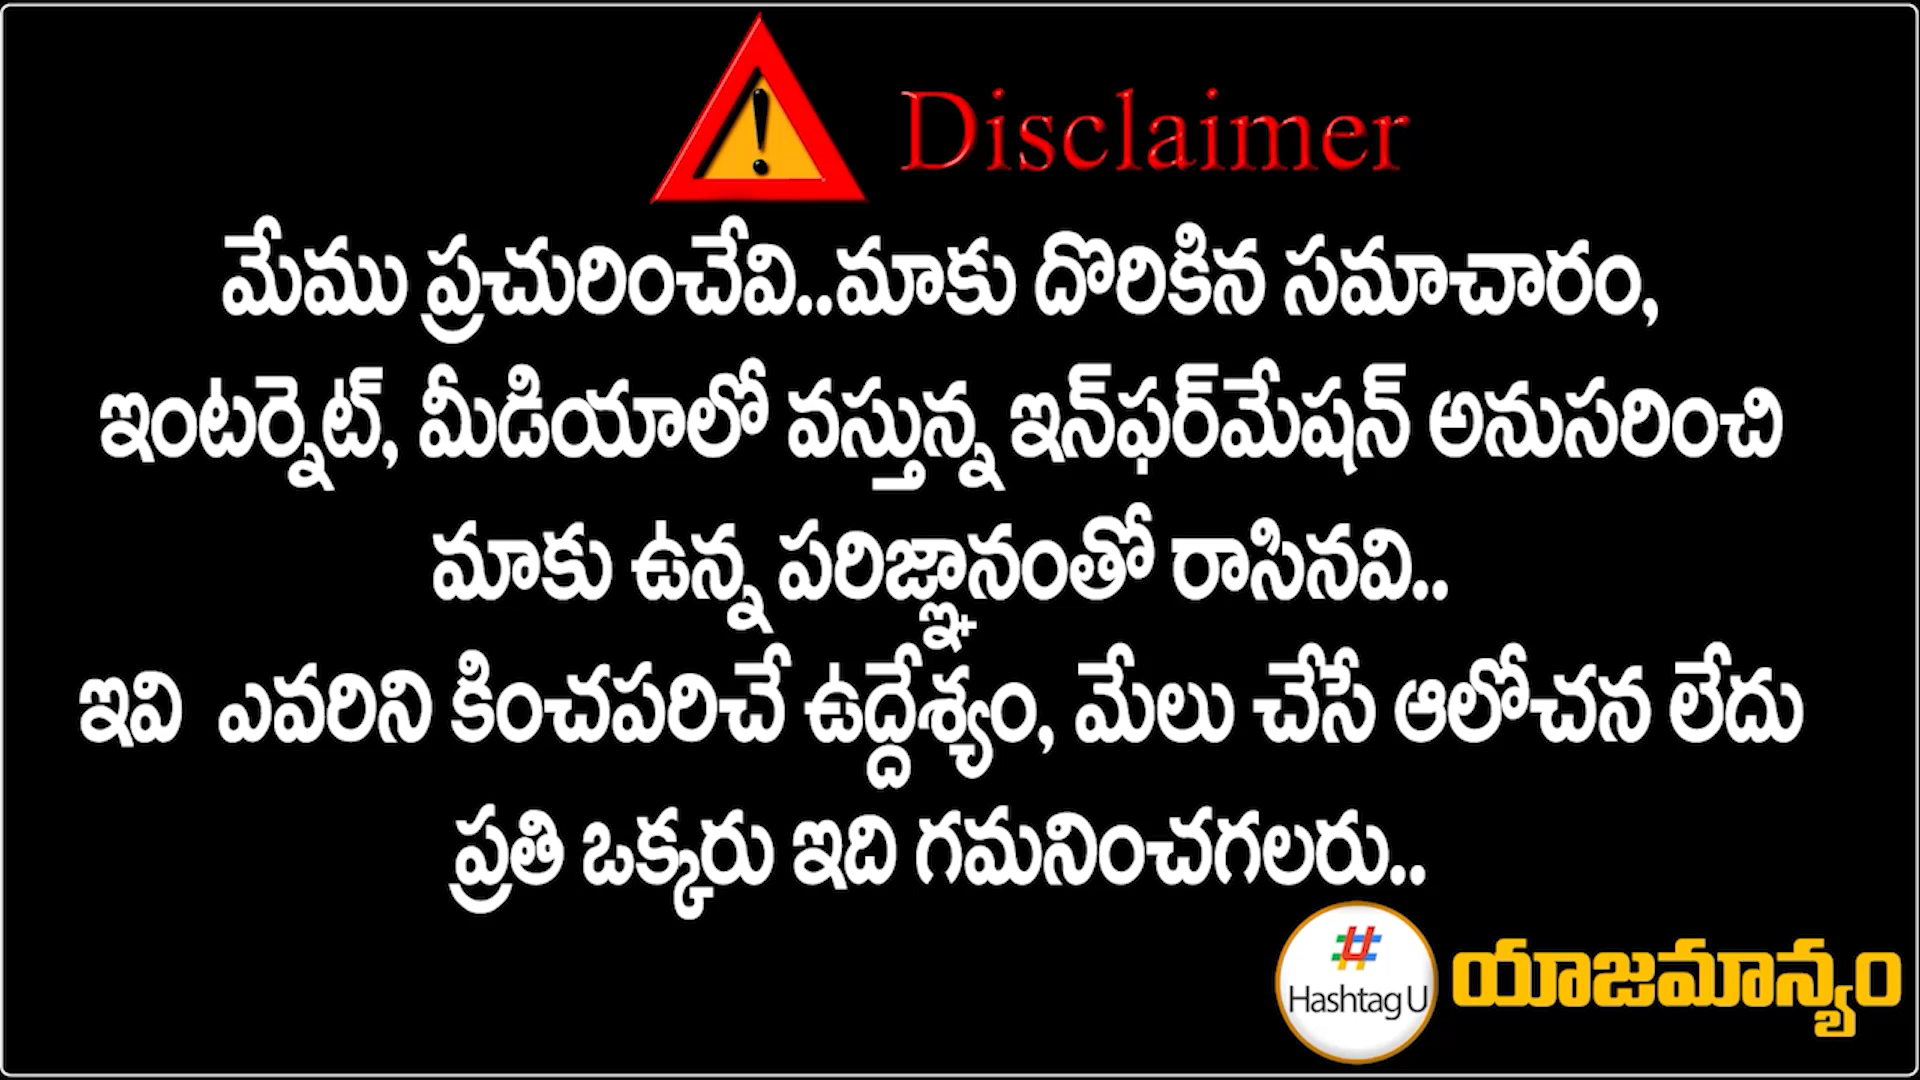 Disclaimer
మేము ప్రచురించేవి..మాకు దొరికిన సమాచారం,
ఇంటర్నెట్, మీడియాలో వస్తున్న ఇన్‌ఫర్‌మేషన్ అనుసరించి
మాకు ఉన్న పరిజ్ఞానంతో రాసినవి..
ఇవి ఎవరిని కించపరిచే ఉద్దేశ్యం, మేలు చేసే ఆలోచన లేదు
ప్రతి ఒక్కరు ఇది గమనించగలరు..
# Hashtag U యాజమాన్యం